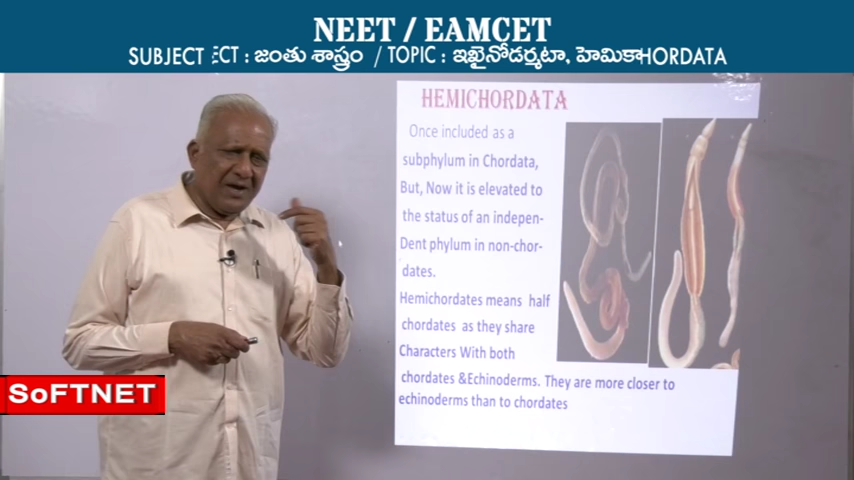 NEET / EAMCET
SUBJECT ECT : జంతు శాస్త్రం / TOPIC : ఇఖైనోడర్మటా, హెమికాHORDATA
HEMICHORDATA
Once included as a
subphylum in Chordata,
But, Now it is elevated to
the status of an indepen-
Dent phylum in non-chor-
dates.
Hemichordates means half
chordates as they share
Characters With both
chordates &Echinoderms. They are more closer to
echinoderms than to chordates
SoFTNET